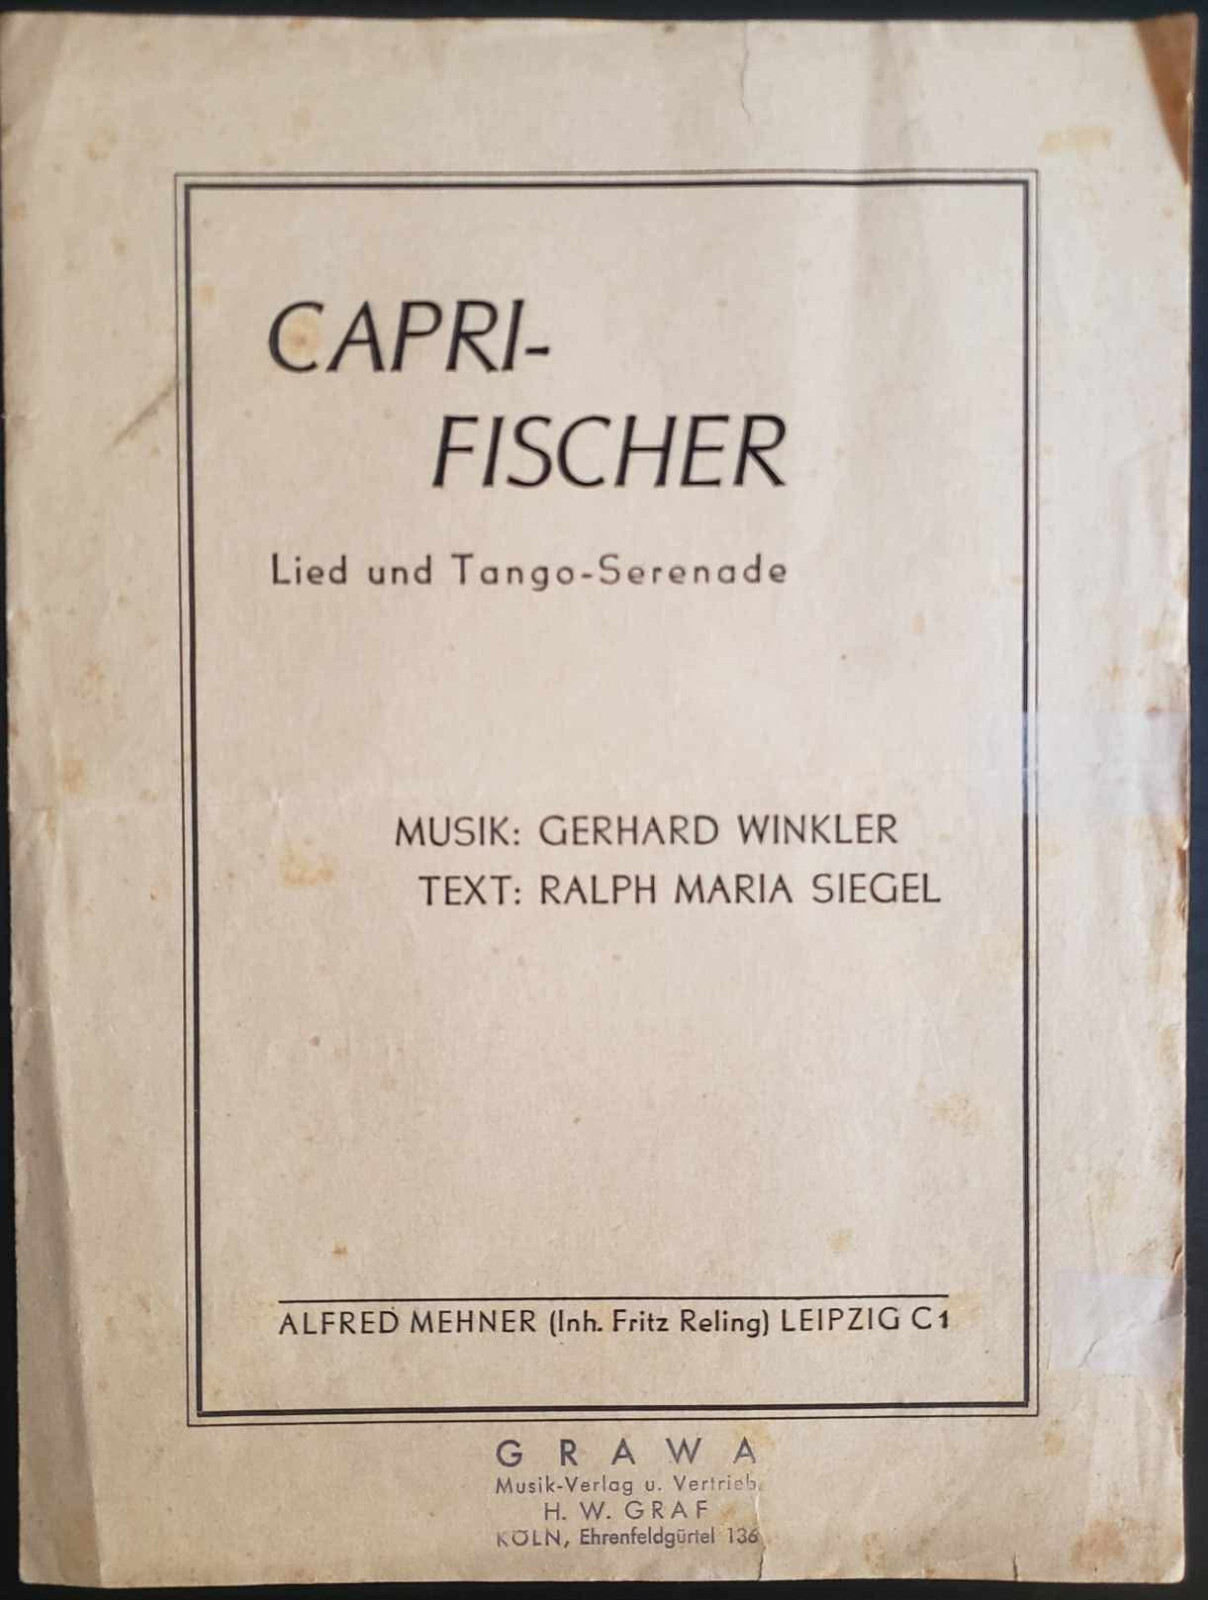 CAPRI-
FISCHER
Lied und Tango-Serenade
MUSIK: GERHARD WINKLER
TEXT: RALPH MARIA SIEGEL
ALFRED MEHNER (Inh. Fritz Reling) LEIPZIG C1
GRAWA
Musik-Verlag u. Vertrieb
H. W. GRAF
KÖLN, Ehrenfeldgürtel 136